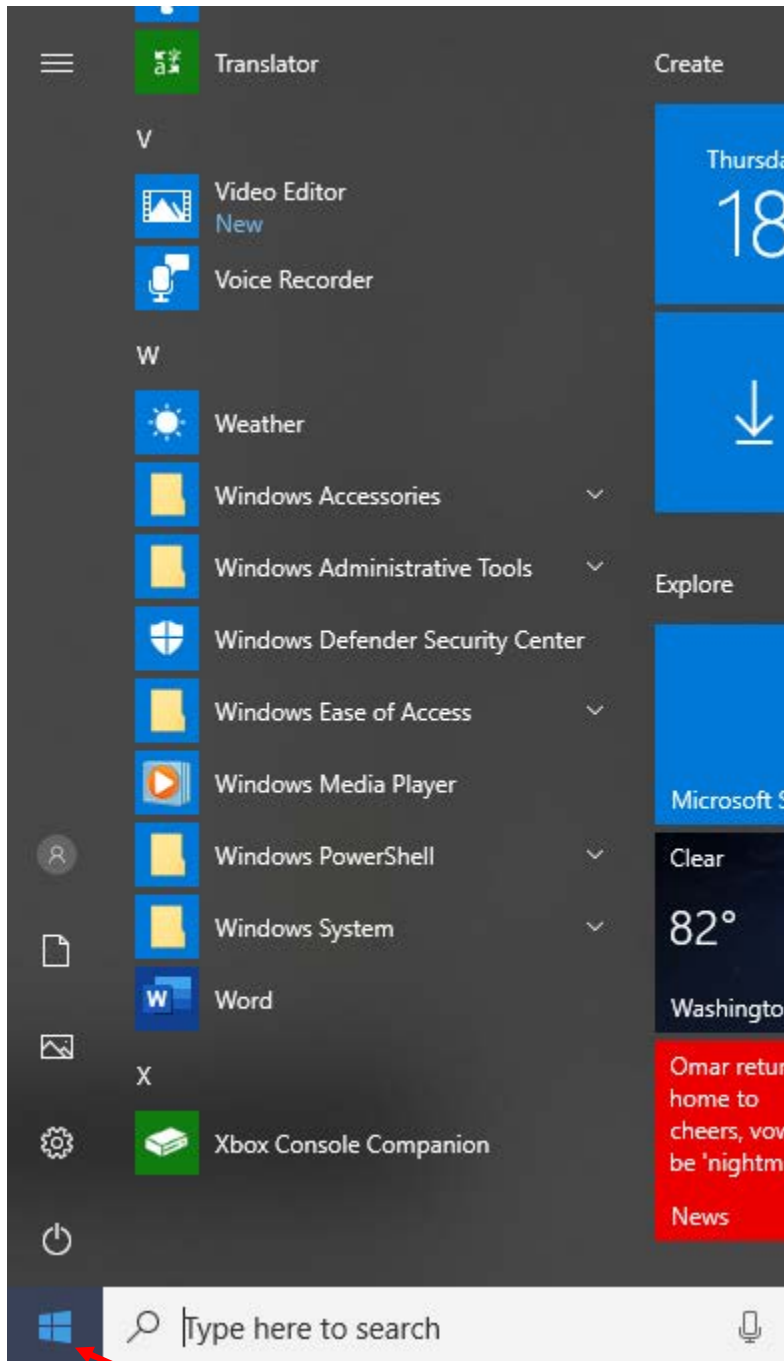 Translator
V
Video Editor
New
Voice Recorder
W
Weather
Windows Accessories
Windows Administrative Tools
Windows Defender Security Center
Windows Ease of Access
Windows Media Player
Windows PowerShell
Windows System
W
Word
X
Xbox Console Companion
Create
Thursda
18
Explore
Microsoft S
Clear
82°
Washingto
Omar retur
home to
cheers, vow
be 'nightm
News
Type here to search